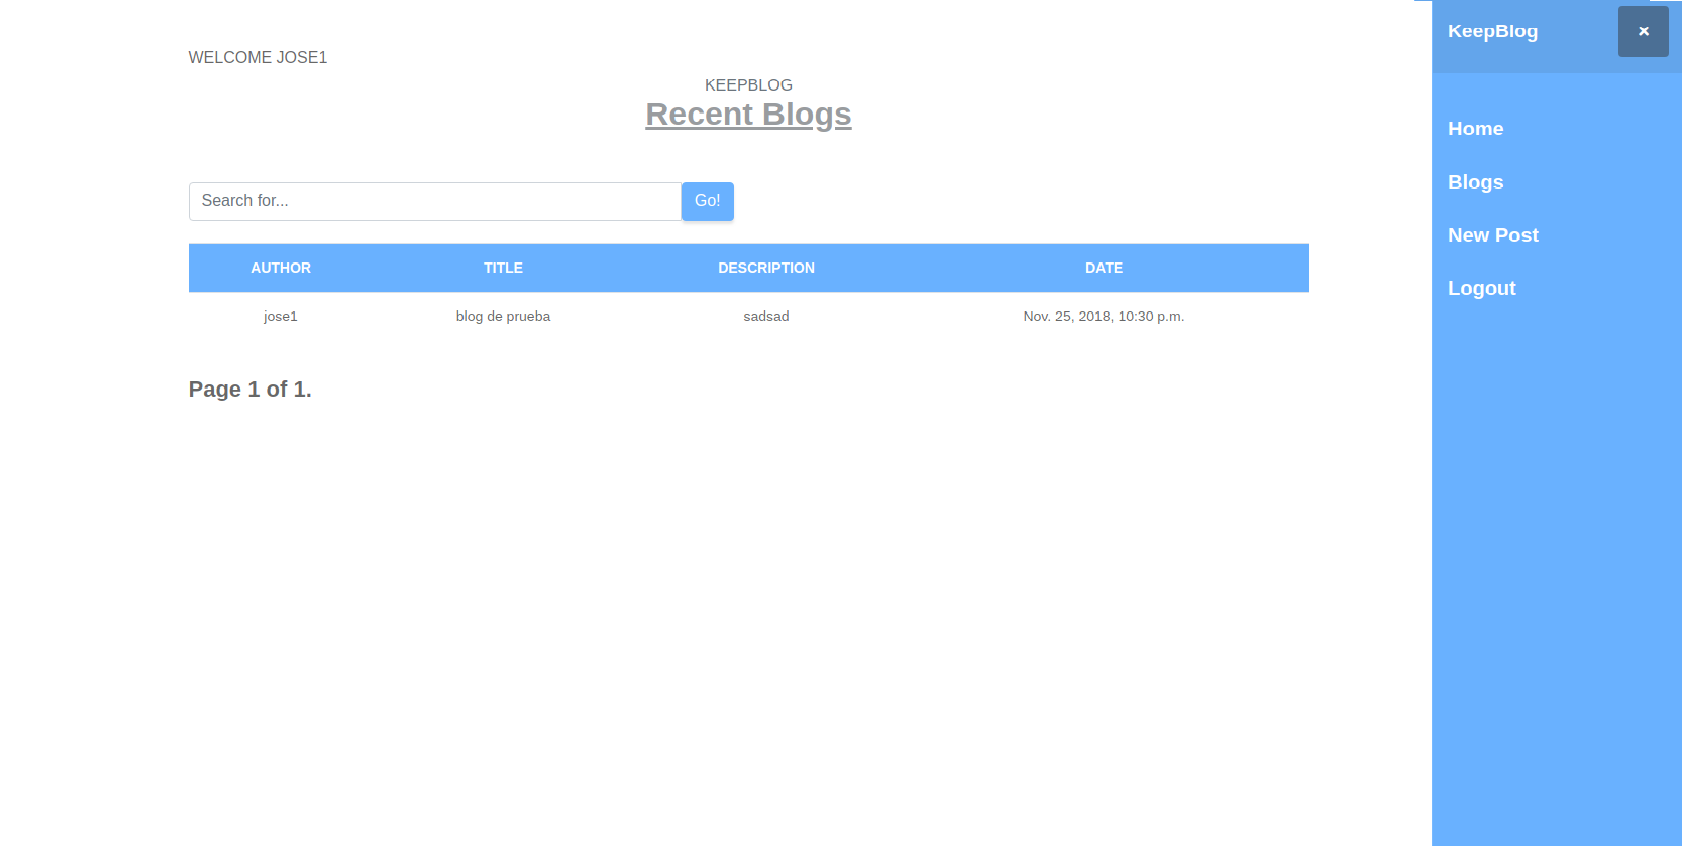 WELCOME JOSE1
KEEPBLOG
Recent Blogs
Search for...
Go!
AUTHOR TITLE DESCRIPTION DATE
jose1 blog de prueba sadsad Nov. 25, 2018, 10:30 p.m.
Page 1 of 1.
KeepBlog
×
Home
Blogs
New Post
Logout